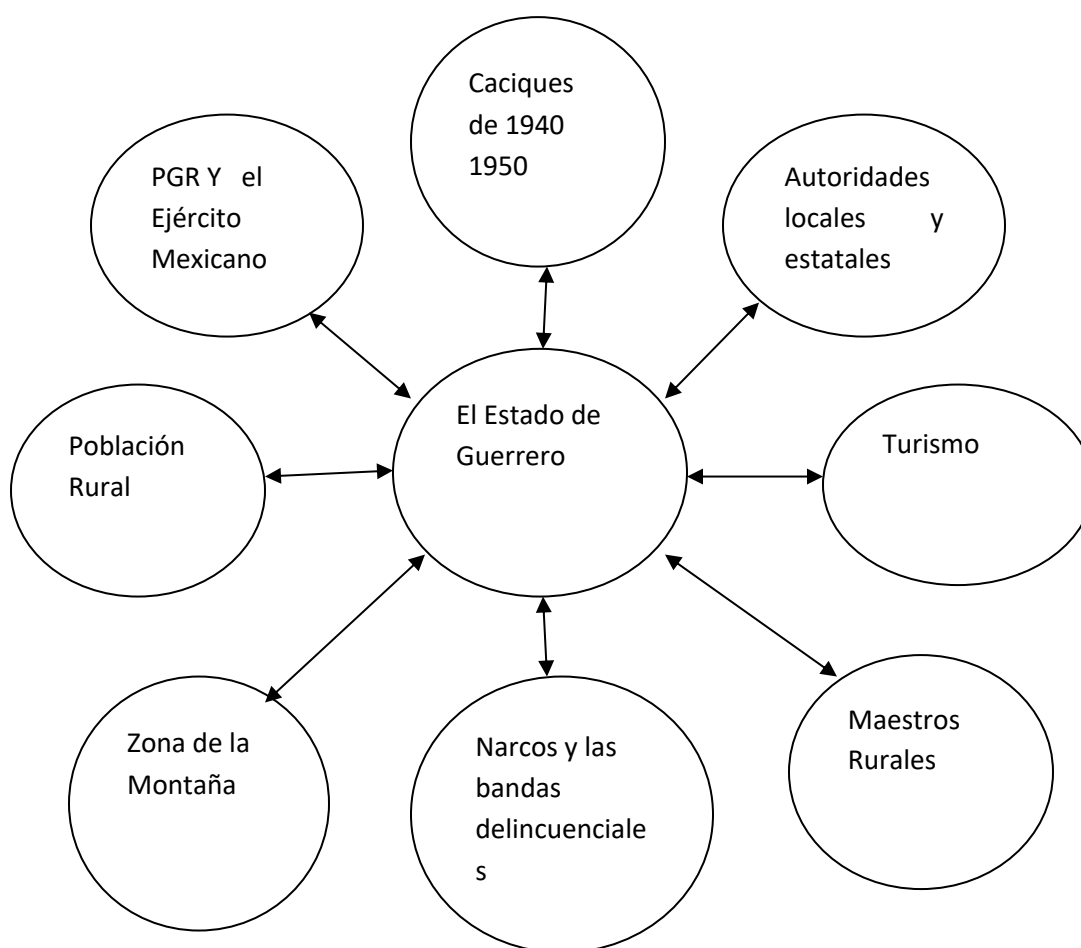 Caciques
de 1940
1950
PGR Y el
Ejército
Mexicano
Autoridades
locales y
estatales
El Estado de
Guerrero
Población
Rural
Turismo
Zona de la
Montaña
Narcos y las
bandas
delincuenciale
s
Maestros
Rurales